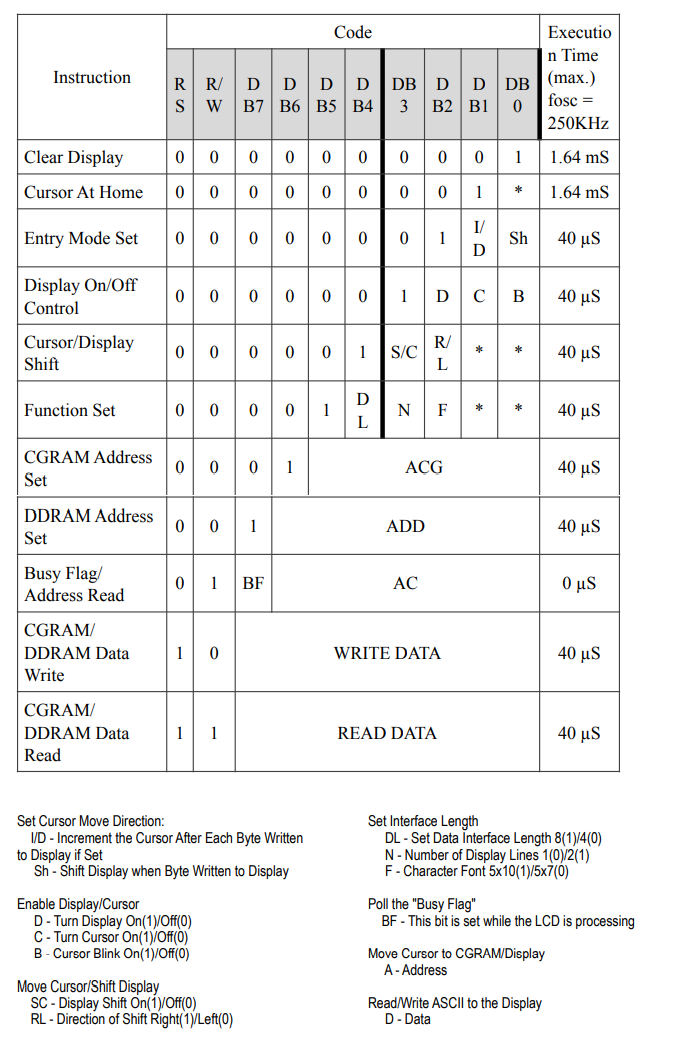 Instruction Code Executio
n Time
(max.)
fosc =
250KHz
R
S R/
W D
B7 D
B6 D
B5 D
B4 DB
3 D
B2 D
B1 DB
0
Clear Display 0 0 0 0 0 0 0 0 0 1 1.64 mS
Cursor At Home 0 0 0 0 0 0 0 0 1 * 1.64 mS
Entry Mode Set 0 0 0 0 0 0 0 1 I/
D Sh 40 µS
Display On/Off
Control 0 0 0 0 0 0 1 D C B 40 µS
Cursor/Display
Shift 0 0 0 0 0 1 S/C R/
L * * 40 µS
Function Set 0 0 0 0 1 D
L N F * * 40 µS
CGRAM Address
Set 0 0 0 1 ACG 40 µS
DDRAM Address
Set 0 0 1 ADD 40 µS
Busy Flag/
Address Read 0 1 BF AC 0 µS
CGRAM/
DDRAM Data
Write 1 0 WRITE DATA 40 µS
CGRAM/
DDRAM Data
Read 1 1 READ DATA 40 µS
Set Cursor Move Direction:
I/D - Increment the Cursor After Each Byte Written
to Display if Set
Sh - Shift Display when Byte Written to Display
Enable Display/Cursor
D - Turn Display On(1)/Off(0)
C - Turn Cursor On(1)/Off(0)
B - Cursor Blink On(1)/Off(0)
Move Cursor/Shift Display
SC - Display Shift On(1)/Off(0)
RL - Direction of Shift Right(1)/Left(0)
Set Interface Length
DL - Set Data Interface Length 8(1)/4(0)
N - Number of Display Lines 1(0)/2(1)
F - Character Font 5x10(1)/5x7(0)
Poll the "Busy Flag"
BF - This bit is set while the LCD is processing
Move Cursor to CGRAM/Display
A - Address
Read/Write ASCII to the Display
D - Data